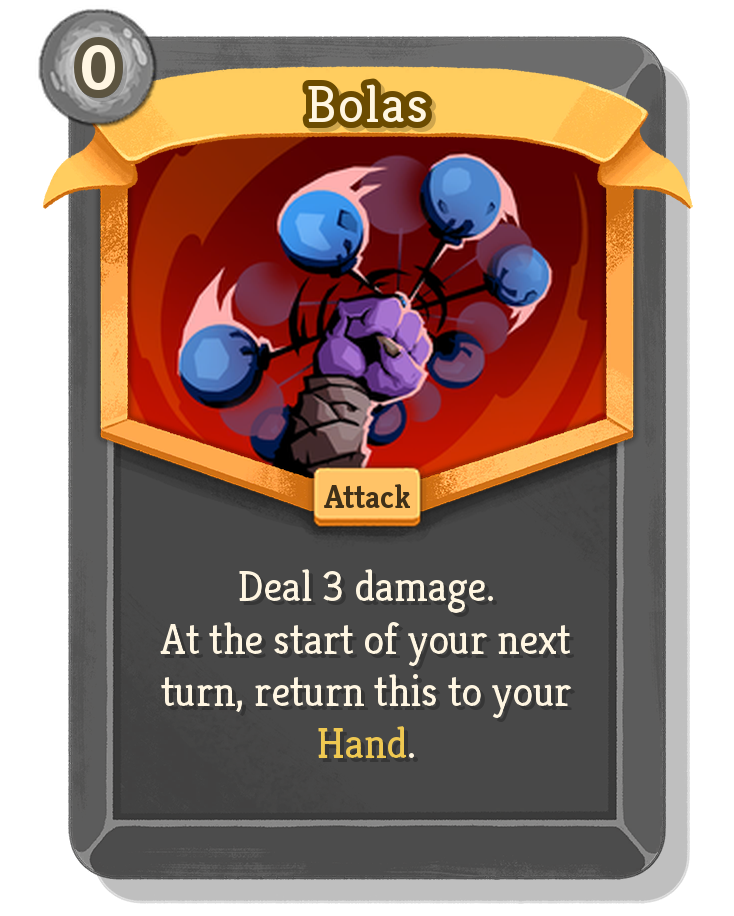 0
Bolas
Attack
Deal 3 damage.
At the start of your next
turn, return this to your
Hand.